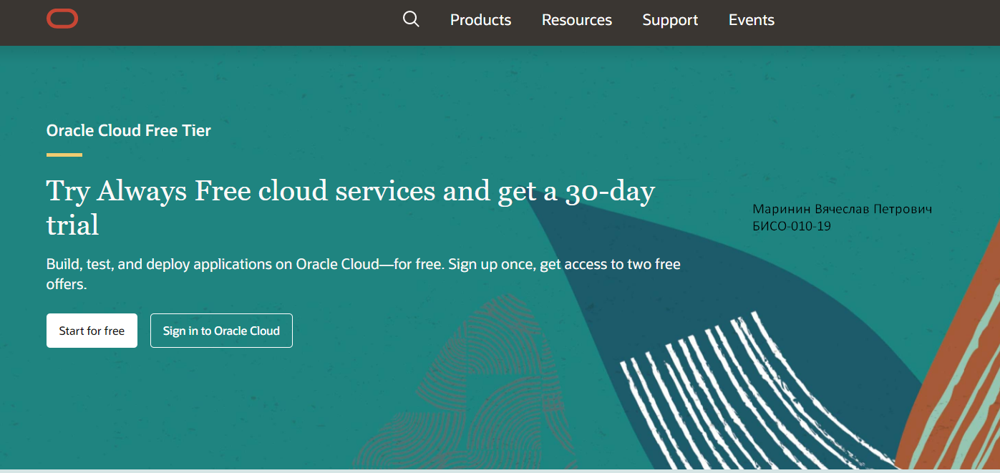 Products Resources Support Events
Oracle Cloud Free Tier
Try Always Free cloud services and get a 30-day
trial
Маринин Вячеслав Петрович
БИСО-010-19
Build, test, and deploy applications on Oracle Cloud—for free. Sign up once, get access to two free
offers.
Start for free Sign in to Oracle Cloud